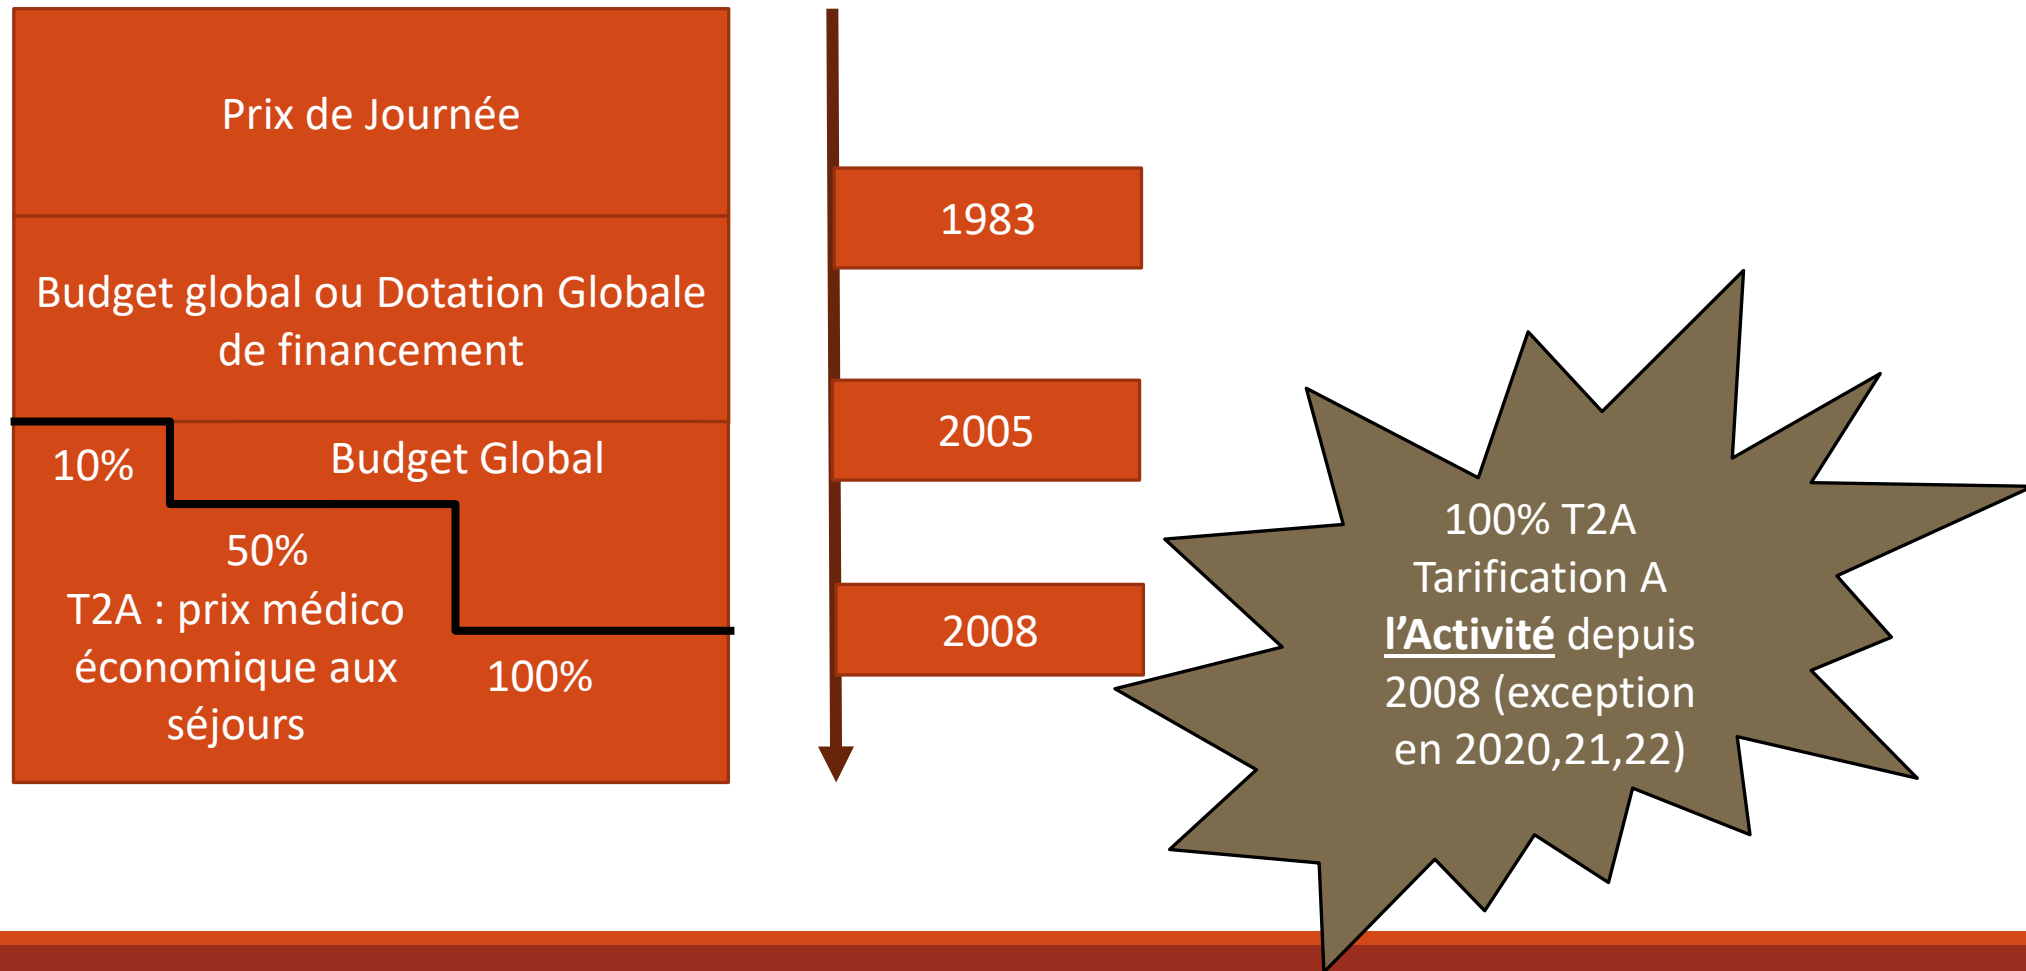 Prix de Journée
Budget global ou Dotation Globale
de financement
Budget Global
10%
50%
T2A : prix médico
économique aux
séjours
100%
1983
2005
2008
100% T2A
Tarification A
l'Activité depuis
2008 (exception
en 2020,21,22)